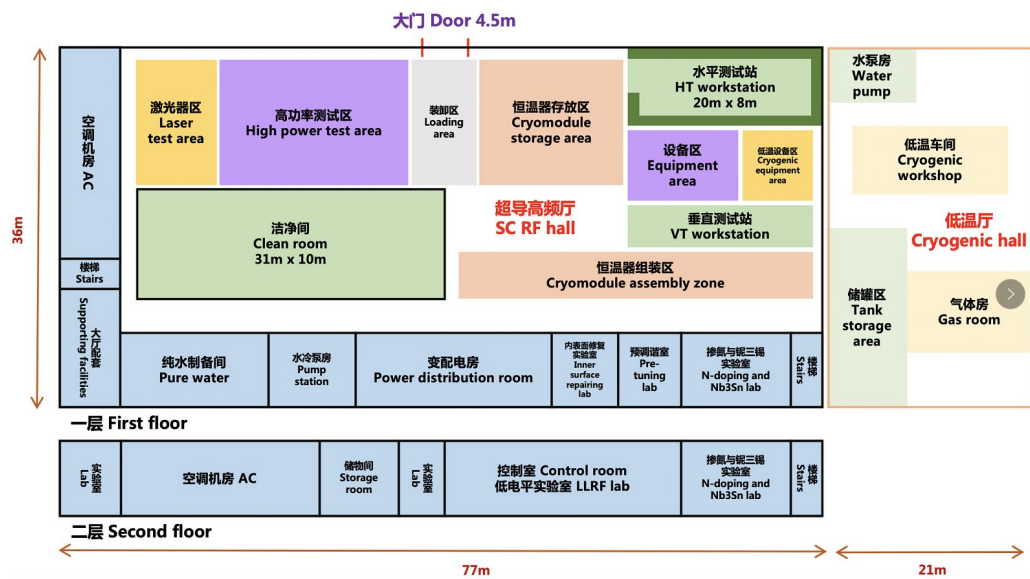 大门 Door 4.5m
36m
空调机房 AC
激光器区
Laser
test area
高功率测试区
High power test area
装卸区
Loading
area
恒温器存放区
Cryomodule
storage area
水平测试站
HT workstation
20m x 8m
水泵房
Water
pump
设备区
Equipment
area
低温设备区
Cryogenic
equipment
area
低温车间
Cryogenic
workshop
超导高频厅
SC RF hall
垂直测试站
VT workstation
低温厅
Cryogenic hall
洁净间
Clean room
31m x 10m
恒温器组装区
Cryomodule assembly zone
楼梯
Stairs
储罐区
Tank
storage
area
气体房
Gas room
大厅配套
Supporting facilities
纯水制备间
Pure water
水冷泵房
Pump
station
变配电房
Power distribution room
内表面修复
实验室
Inner
surface
repairing
lab
预调谐室
Pre-
tuning
lab
掺氮与铌三锡
实验室
N-doping and
Nb3Sn lab
楼梯
Stairs
一层 First floor
实验室
Lab
空调机房 AC
储物间
Storage
room
实验室
Lab
控制室 Control room
低电平实验室 LLRF lab
掺氮与铌三锡
实验室
N-doping and
Nb3Sn lab
楼梯
Stairs
二层 Second floor
77m
21m